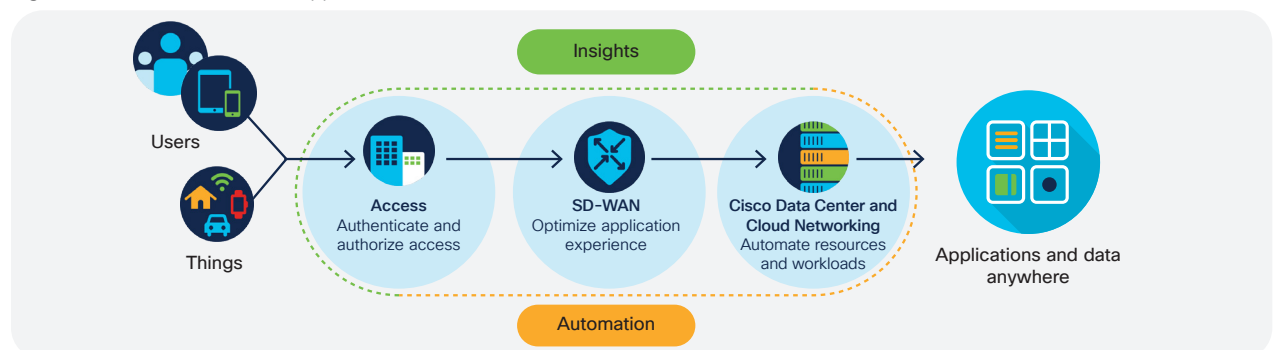 Insights
Users
Things
Access
Authenticate and
authorize access
SD-WAN
Optimize application
experience
Cisco Data Center and
Cloud Networking
Automate resources
and workloads
Applications and data
anywhere
Automation